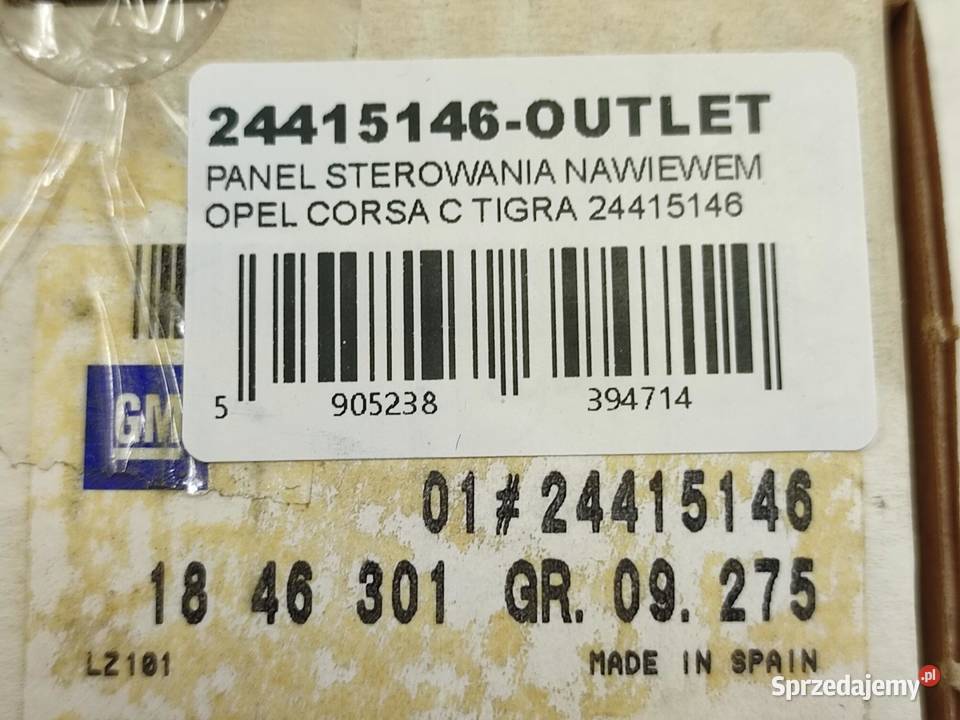 24415146-OUTLET
PANEL STEROWANIA NAWIEWEM
OPEL CORSA C TIGRA 24415146
5 905238 394714
GM
01#24415146
18 46 301 GR. 09. 275
LZ101 MADE IN SPAIN
Sprzedajemy.pl